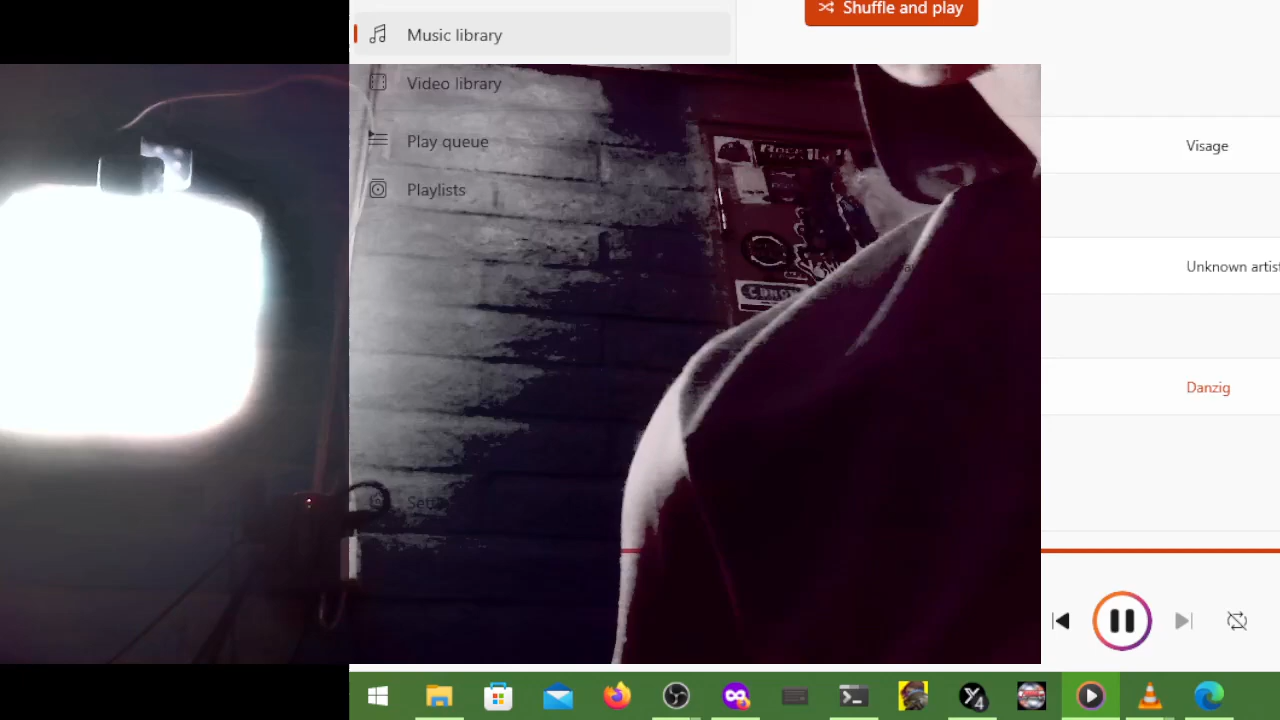 Shuffle and play
Music library
Video library
Play queue
Visage
Playlists
Unknown artist
Danzig